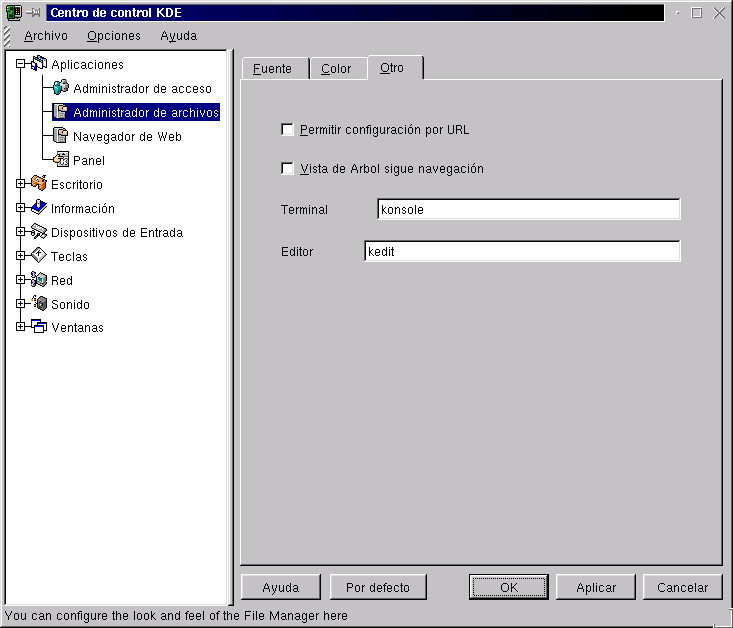 Centro de control KDE
Archivo Opciones Ayuda
Aplicaciones
Administrador de acceso
Administrador de archivos
Navegador de Web
Panel
Escritorio
Información
Dispositivos de Entrada
Teclas
Red
Sonido
Ventanas
Fuente Color Otro
Permitir configuración por URL
Vista de Arbol sigue navegación
Terminal konsole
Editor kedit
Ayuda Por defecto OK Aplicar Cancelar
You can configure the look and feel of the File Manager here